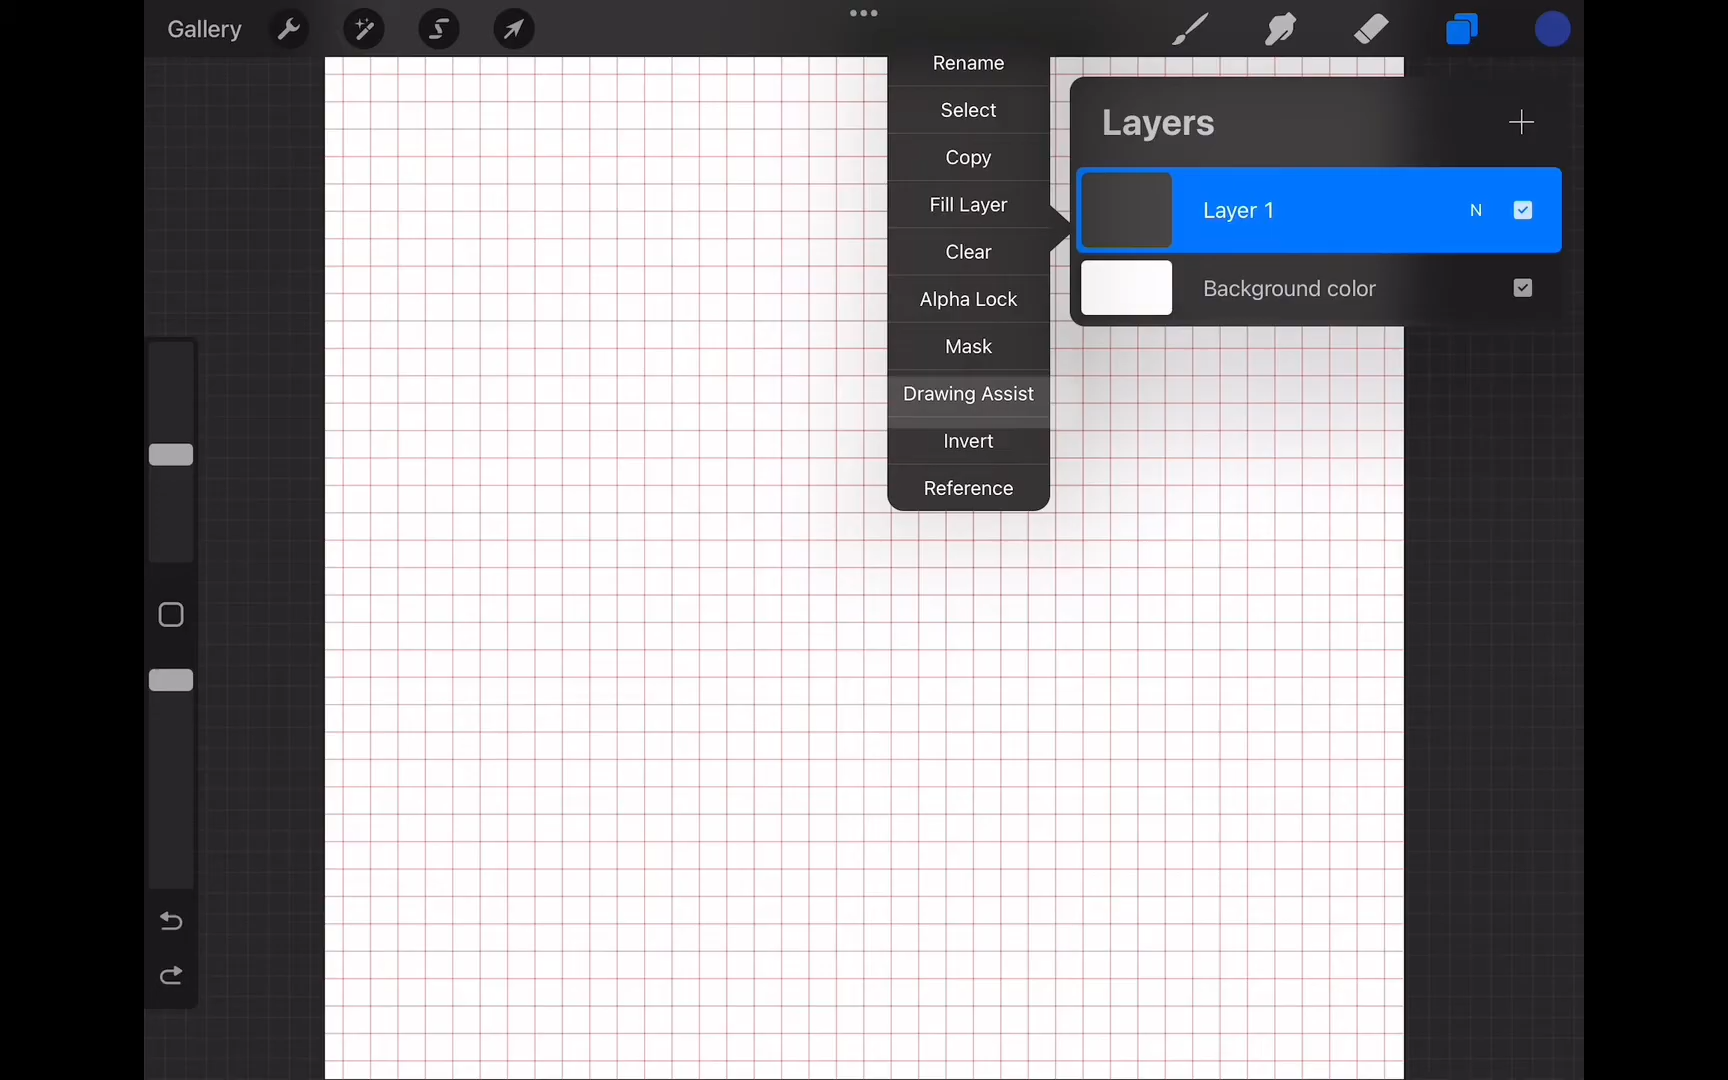 Gallery
Rename
Select
Copy
Fill Layer
Clear
Alpha Lock
Mask
Drawing Assist
Invert
Reference
Layers
Layer 1 N
Background color